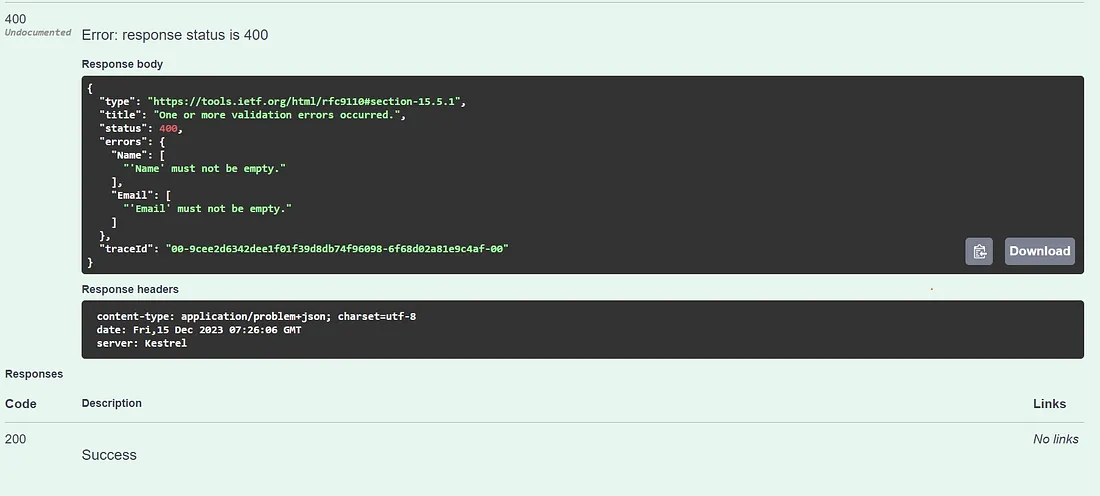 400
Undocumented
Error: response status is 400
Response body
{
  "type": "https://tools.ietf.org/html/rfc9110#section-15.5.1",
  "title": "One or more validation errors occurred.",
  "status": 400,
  "errors": {
    "Name": [
      "'Name' must not be empty."
    ],
    "Email": [
      "'Email' must not be empty."
    ]
  },
  "traceId": "00-9cee2d6342dee1f01f39d8db74f96098-6f68d02a81e9c4af-00"
}
Download
Response headers
content-type: application/problem+json; charset=utf-8
date: Fri,15 Dec 2023 07:26:06 GMT
server: Kestrel
Responses
Code Description Links
200 No links
Success